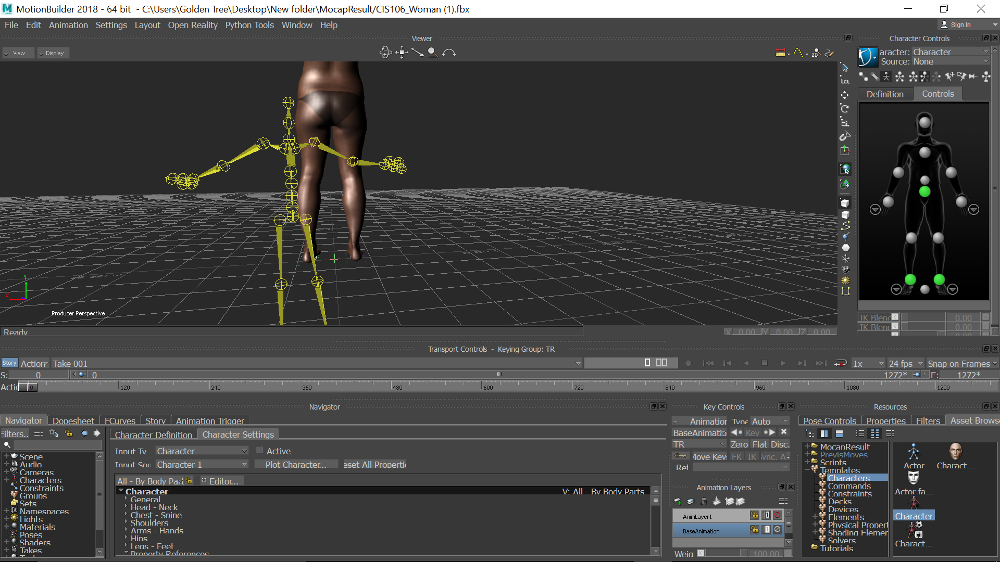 MotionBuilder 2018 - 64 bit  - C:\Users\Golden Tree\Desktop\New folder\MocapResult/CIS106_Woman (1).fbx
File Edit Animation Settings Layout Open Reality Python Tools Window Help
Sign In
Viewer
View Display
2D
LCL
Producer Perspective
Ready
X 0.00 Y 0.00 Z 0.00
Character Controls
aracter: Character
Source: None
Definition Controls
IK Blend K 0.00 A
IK Blend K 0.00 A
Transport Controls - Keying Group: TR
Story Action Take 001
1x 24 fps Snap on Frames
S: 0 0 1272* E: 1272*
Actio 0 120 240 360 480 600 720 840 960 1080 1200
Navigator
Navigator Dopesheet FCurves Story Animation Trigger
Filters..
Scene
Audio
Cameras
Characters
Constraints
Groups
Sets
Namespaces
Lights
Materials
Poses
Shaders
Takes
Character Definition Character Settings
Input Ty Character Active
Input Sou Character 1 Plot Character... eset All Propertie
All - By Body Part Editor...
Character V: All - By Body Parts
General
Head - Neck
Chest - Spine
Shoulders
Arms - Hands
Hips
Legs - Feet
Property References
Key Controls
Animation Type Auto
BaseAnimatio Key
TR Zero Flat Disc.
Move Keys FK IK ync. A
Ref
Animation Layers
AnimLayer1 1
BaseAnimation 1
Weigl K 100.00 A
Resources
Pose Controls Properties Filters Asset Browse
MocapResult
PrevisMoves
Scripts
Templates
Characters
Commands
Constraints
Decks
Devices
Elements
Physical Propert
Shading Elemer
Solvers
Tutorials
Actor Charact...
Actor fa...
Character
Charact...